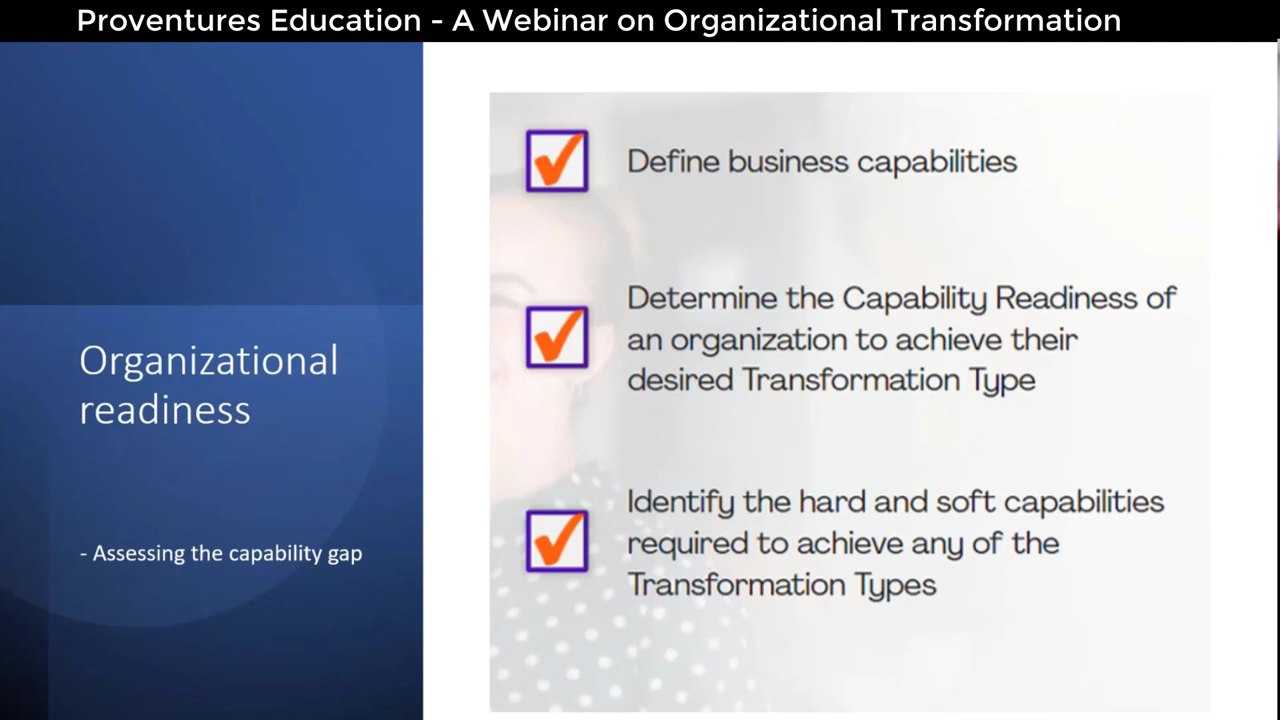 Proventures Education - A Webinar on Organizational Transformation
Organizational
readiness
- Assessing the capability gap
Define business capabilities
Determine the Capability Readiness of
an organization to achieve their
desired Transformation Type
Identify the hard and soft capabilities
required to achieve any of the
Transformation Types